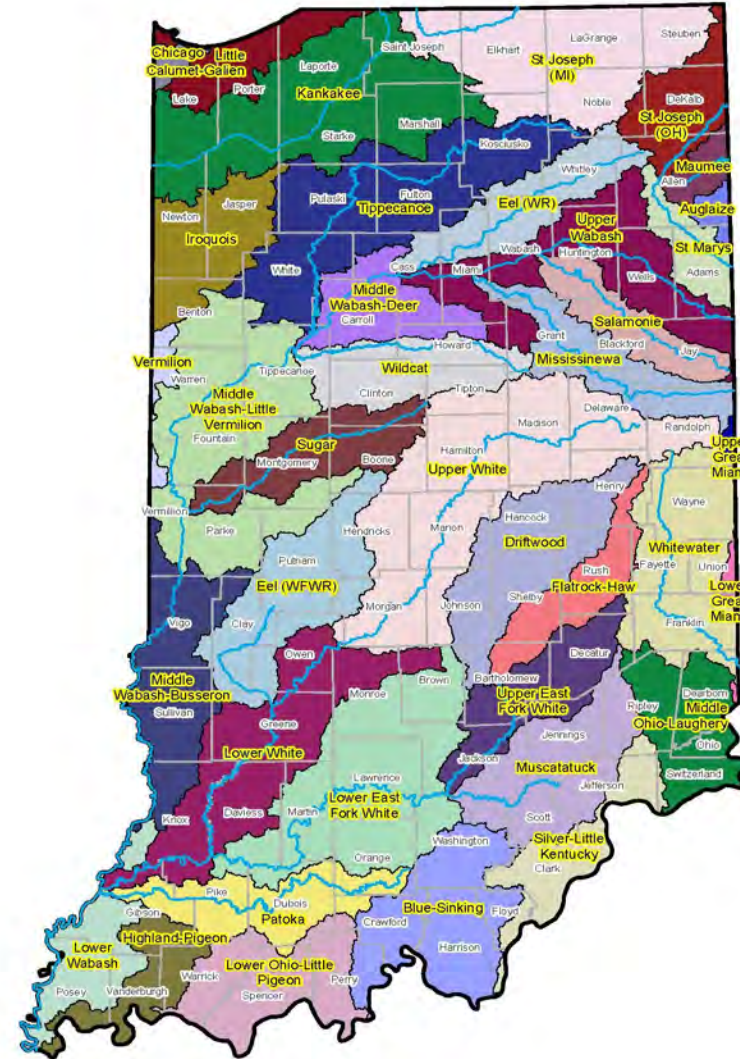 Steuben
LaGrange
Saint Joseph
Elkhart
Chicago
Little
Calumet-Galien
St Joseph
(MI)
Laporte
Porter
Lake
Kankakee
DeKalb
Noble
St Joseph
(OH)
Marshall
Starke
Kosciusko
Maumee
Whitley
Allen
Fulton
Pulaski
Tippecanoe
Eel (WR)
Jasper
Newton
Auglaize
Upper
Wabash
Iroquois
Wabash
Huntington
St Marys
White
Cass
Miami
Wells
Adams
Middle
Wabash-Deer
Benton
Carroll
Salamonie
Grant
Blackford
Howard
Jay
Mississinewa
Vermilion
Wildcat
Tippecanoe
Warren
Tipton
Clinton
Middle
Wabash-Little
Vermilion
Delaware
Madison
Randolph
Fountain
Sugar
Hamilton
Upper
Grea
Miam
Montgomery
Boone
Upper White
Henry
Wayne
Vermillion
Hancock
Marion
Parke
Hendricks
Driftwood
Whitewater
Putnam
Rush
Fayette
Union
Eel (WFWR)
Flatrock-Haw
Lowe
Grea
Miam
Shelby
Morgan
Johnson
Vigo
Clay
Franklin
Owen
Decatur
Middle
Wabash-Busseron
Bartholomew
Brown
Monroe
Upper East
Fork White
Dearborn
Ripley
Middle
Ohio-Laughery
Sullivan
Greene
Jennings
Ohio
Lower White
Jackson
Muscatatuck
Switzerland
Lawrence
Jefferson
Lower East
Fork White
Martin
Daviess
Knox
Scott
Washington
Silver-Little
Kentucky
Orange
Clark
Pike
Dubois
Blue-Sinking
Gibson
Patoka
Floyd
Crawford
Highland-Pigeon
Lower
Wabash
Harrison
Lower Ohio-Little
Pigeon
Warrick
Perry
Posey
Vanderburgh
Spencer